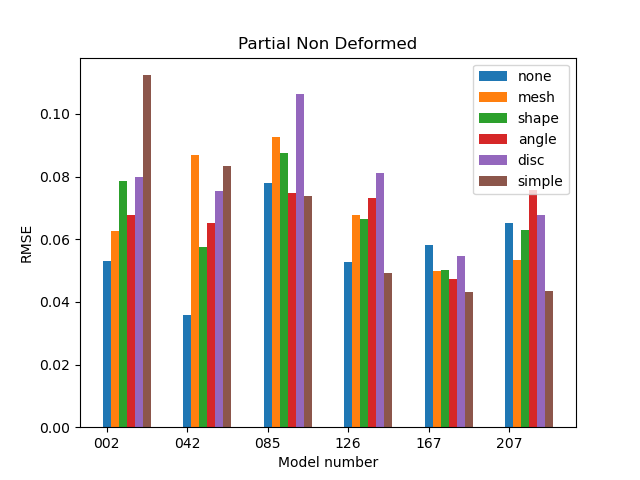 Partial Non Deformed
none
mesh
shape
angle
disc
simple
0.10
0.08
0.06
0.04
0.02
0.00
RMSE
002 042 085 126 167 207
Model number